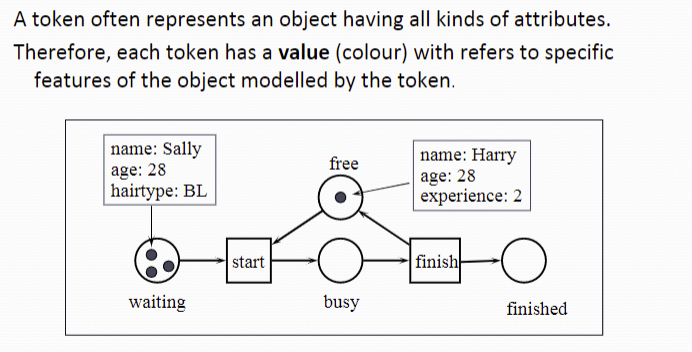 A token often represents an object having all kinds of attributes.
Therefore, each token has a value (colour) with refers to specific
features of the object modelled by the token.
name: Sally
age: 28
hairtype: BL
free
name: Harry
age: 28
experience: 2
start
finish
waiting
busy
finished